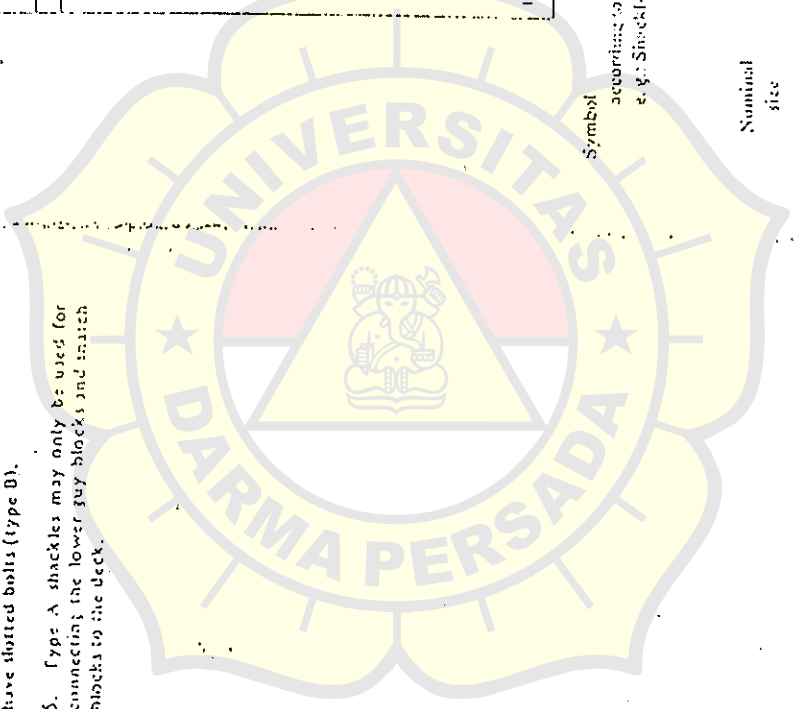 have slotted bolts (type B).
5. Type A shackles may only be used for
connecting the lower guy blocks and snatch
blocks to the deck.
Symbol
according to
e.g.: Shackl
Nominal
size
UNIVERSITAS
DARMA PERSADA